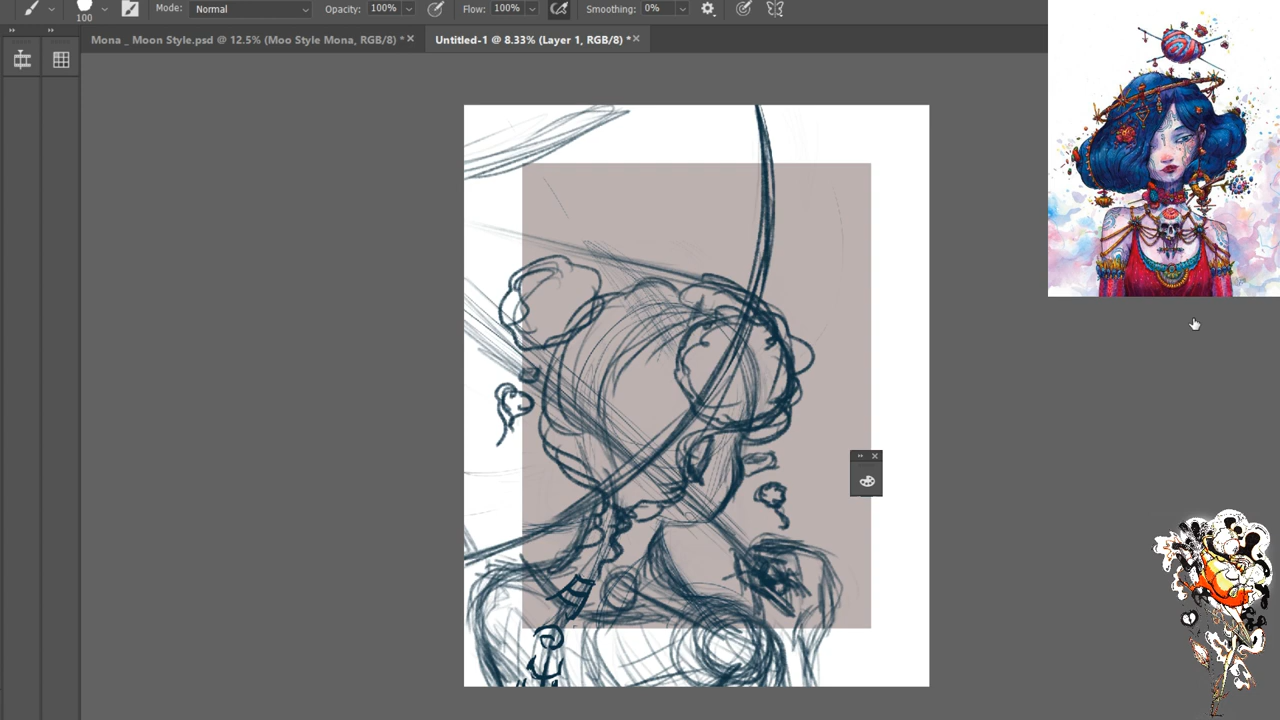 100 Mode: Normal Opacity: 100% Flow: 100% Smoothing: 0%
Mona _ Moon Style.psd @ 12.5% (Moo Style Mona, RGB/8) * Untitled-1 @ 8.33% (Layer 1, RGB/8) *